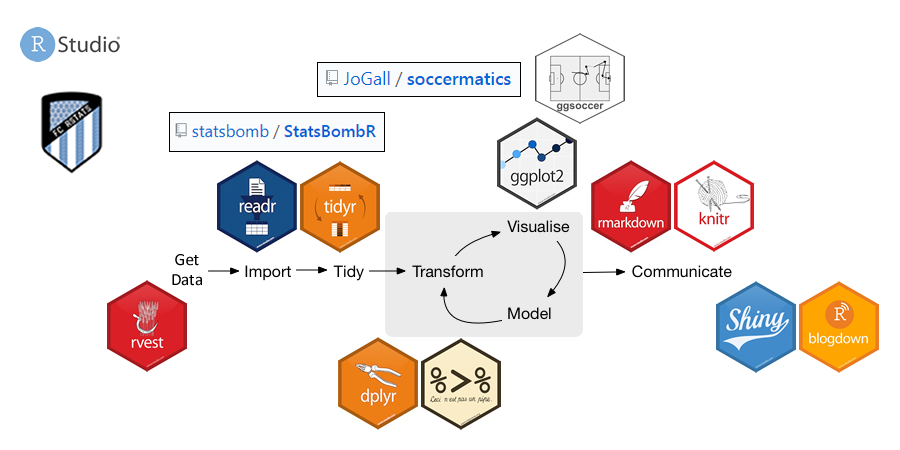 R Studio®
FC RSTATS
JoGall / soccermatics
ggsoccer
statsbomb / StatsBombR
ggplot2
readr
tidyr
rmarkdown
knitr
Visualise
Get
Data
Import
Tidy
Transform
Communicate
Model
rvest
Shiny
R
blogdown
dplyr
%>%
Ceci n'est pas un pipe.